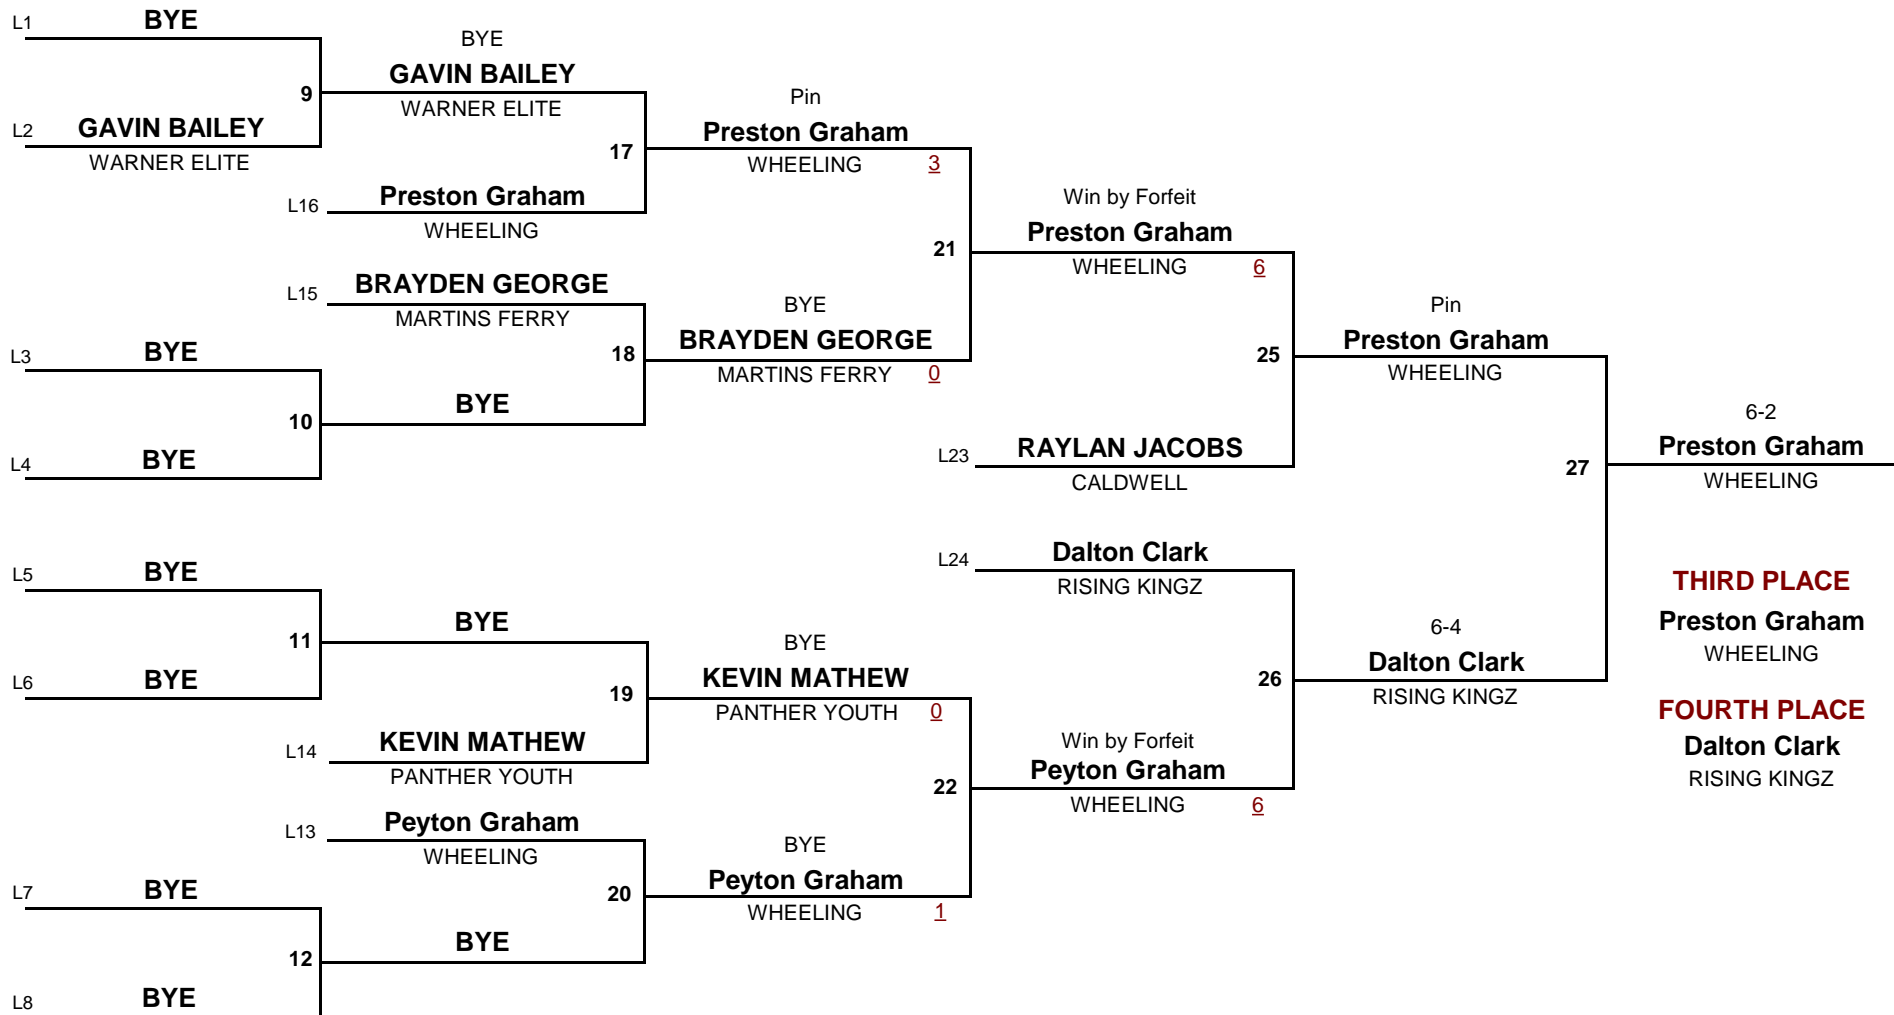 L1 BYE
BYE
GAVIN BAILEY
WARNER ELITE
9
L2 GAVIN BAILEY
WARNER ELITE
Pin
Preston Graham
WHEELING 3
17
L16 Preston Graham
WHEELING
Win by Forfeit
Preston Graham
WHEELING 6
21
L15 BRAYDEN GEORGE
MARTINS FERRY
BYE
BRAYDEN GEORGE
MARTINS FERRY 0
18
L3 BYE
10
BYE
L4 BYE
Pin
Preston Graham
WHEELING
25
L23 RAYLAN JACOBS
CALDWELL
6-2
Preston Graham
WHEELING
27
L5 BYE
11
BYE
L6 BYE
L24 Dalton Clark
RISING KINGZ
6-4
Dalton Clark
RISING KINGZ
26
BYE
KEVIN MATHEW
PANTHER YOUTH 0
19
L14 KEVIN MATHEW
PANTHER YOUTH
Win by Forfeit
Peyton Graham
WHEELING 6
22
L13 Peyton Graham
WHEELING
BYE
Peyton Graham
WHEELING 1
20
L7 BYE
12
BYE
L8 BYE
THIRD PLACE
Preston Graham
WHEELING
FOURTH PLACE
Dalton Clark
RISING KINGZ